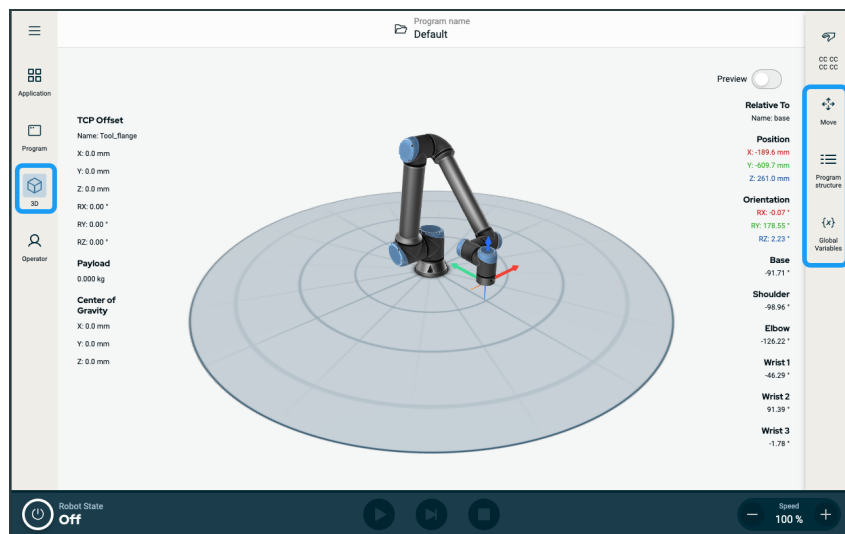 Program name
Default
CC CC
CC CC
Application
Program
3D
Operator
TCP Offset
Name: Tool_flange
X: 0.0 mm
Y: 0.0 mm
Z: 0.0 mm
RX: 0.00 °
RY: 0.00 °
RZ: 0.00 °
Payload
0.000 kg
Center of
Gravity
X: 0.0 mm
Y: 0.0 mm
Z: 0.0 mm
Preview
Relative To
Name: base
Position
X: -189.6 mm
Y: -609.7 mm
Z: 261.0 mm
Orientation
RX: -0.07 °
RY: 178.55 °
RZ: 2.23 °
Base
-91.71 °
Shoulder
-98.96 °
Elbow
-126.22 °
Wrist 1
-46.29 °
Wrist 2
91.39 °
Wrist 3
-1.78 °
Move
Program
structure
{x}
Global
Variables
Robot State
Off
Speed
100 %